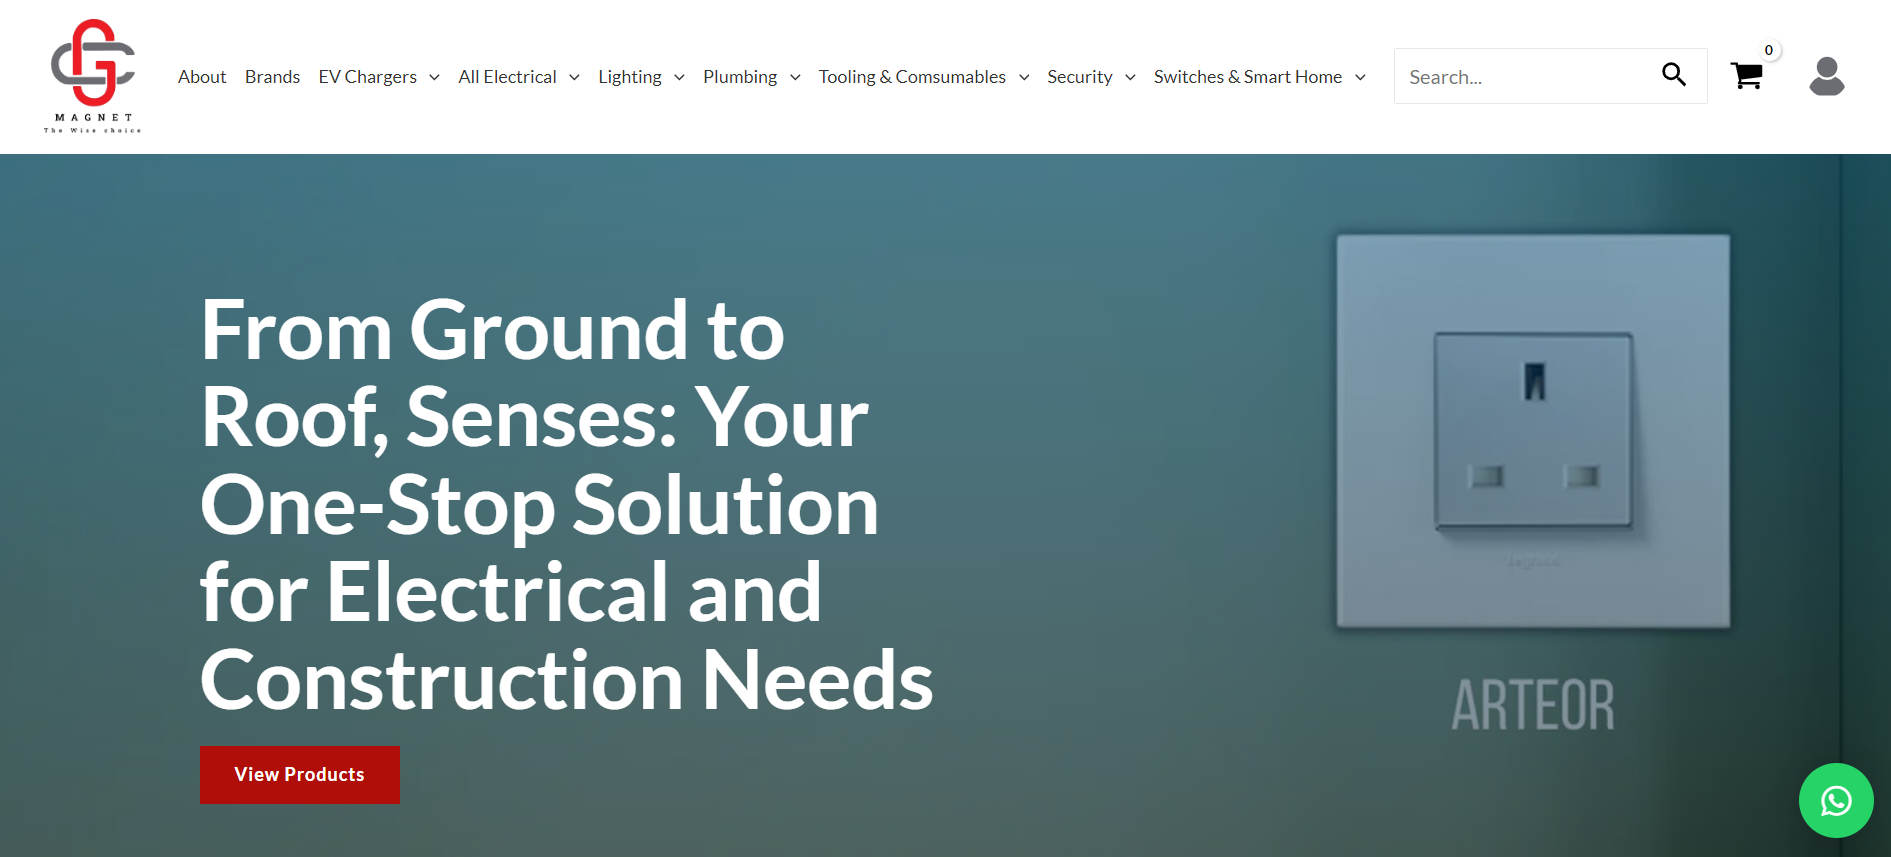 MAGNET
The Wise choice
About
Brands
EV Chargers
All Electrical
Lighting
Plumbing
Tooling & Comsumables
Security
Switches & Smart Home
Search...
0
From Ground to
Roof, Senses: Your
One-Stop Solution
for Electrical and
Construction Needs
View Products
legrand
ARTEOR